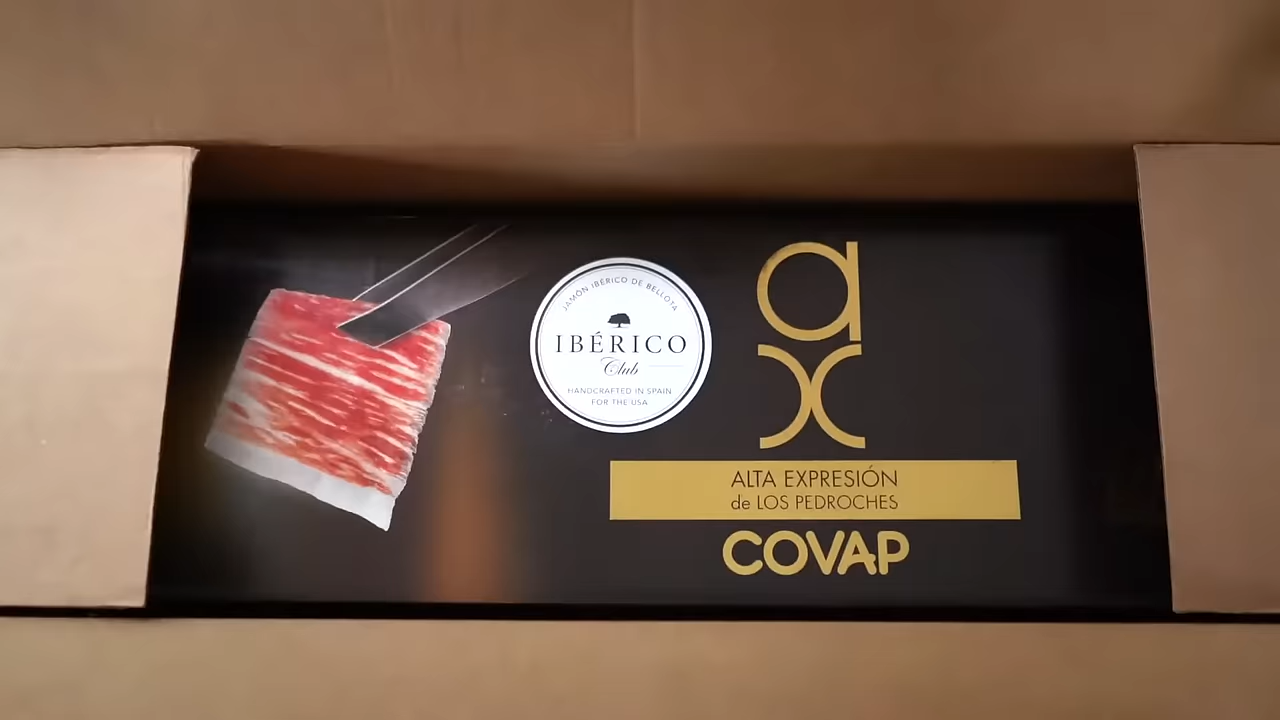 JAMÓN IBÉRICO DE BELLOTA
IBÉRICO
Club
HANDCRAFTED IN SPAIN
FOR THE USA
ax
ALTA EXPRESIÓN
de LOS PEDROCHES
COVAP